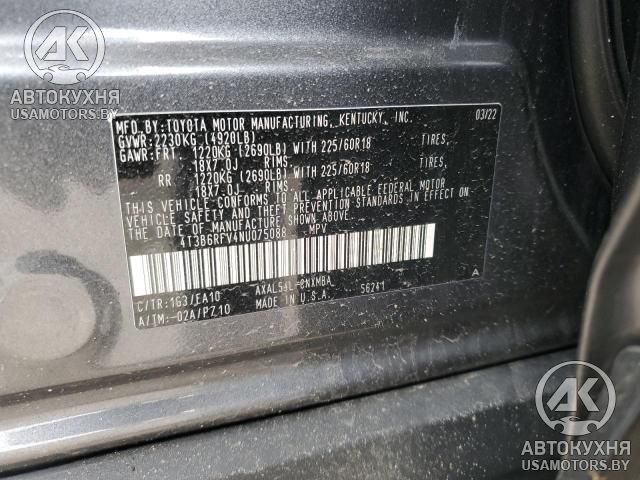 AK
АВТОКУХНЯ
USAMOTORS.BY
MFD.BY:TOYOTA MOTOR MANUFACTURING, KENTUCKY, INC. 03/22
GVWR:2230KG(4920LB)
GAWR:FRT. 1220KG(2690LB)WITH 225/60R18 TIRES,
18X7.0J RIMS.
RR 1220KG(2690LB)WITH 225/60R18 TIRES,
18X7.0J RIMS.
THIS VEHICLE CONFORMS TO ALL APPLICABLE FEDERAL MOTOR
VEHICLE SAFETY AND THEFT PREVENTION STANDARDS IN EFFECT ON
THE DATE OF MANUFACTURE SHOWN ABOVE.
4T3B6RFV4NU075088 MPV
C/TR:1G3/EA10 AXAL54L-CNXMBA 56241 A
A/TM:-02A/PZ10 MADE IN U.S.A.
AK
АВТОКУХНЯ
USAMOTORS.BY